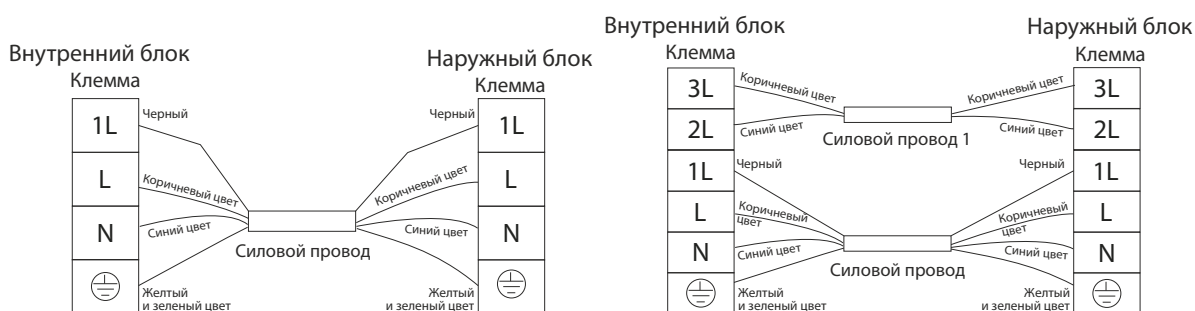 Внутренний блок
Клемма
Наружный блок
Клемма
1L
Черный
Черный
1L
L
Коричневый цвет
Коричневый цвет
L
N
Синий цвет
Синий цвет
N
Силовой провод
Желтый
и зеленый цвет
Желтый
и зеленый цвет
Внутренний блок
Клемма
Наружный блок
Клемма
3L
Коричневый цвет
Коричневый цвет
3L
2L
Синий цвет
Синий цвет
2L
Силовой провод 1
1L
Черный
Черный
1L
L
Коричневый
цвет
Коричневый
цвет
L
N
Синий цвет
Синий цвет
N
Силовой провод
Желтый
и зеленый цвет
Желтый
и зеленый цвет